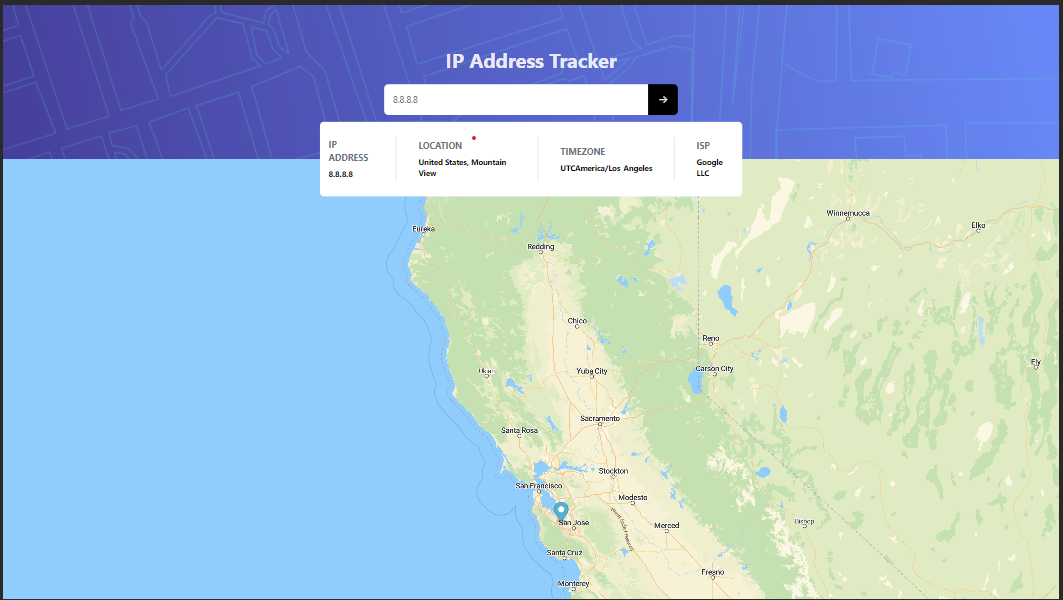 IP Address Tracker
8.8.8.8
IP
ADDRESS
8.8.8.8
LOCATION
United States, Mountain
View
TIMEZONE
UTCAmerica/Los Angeles
ISP
Google
LLC
Winnemucca
Elko
Eureka
Redding
Chico
Reno
Ely
Carson City
Ukiah
Yuba City
Sacramento
Santa Rosa
Stockton
San Francisco
Modesto
San Jose
Merced
Bishop
Santa Cruz
Fresno
Monterey